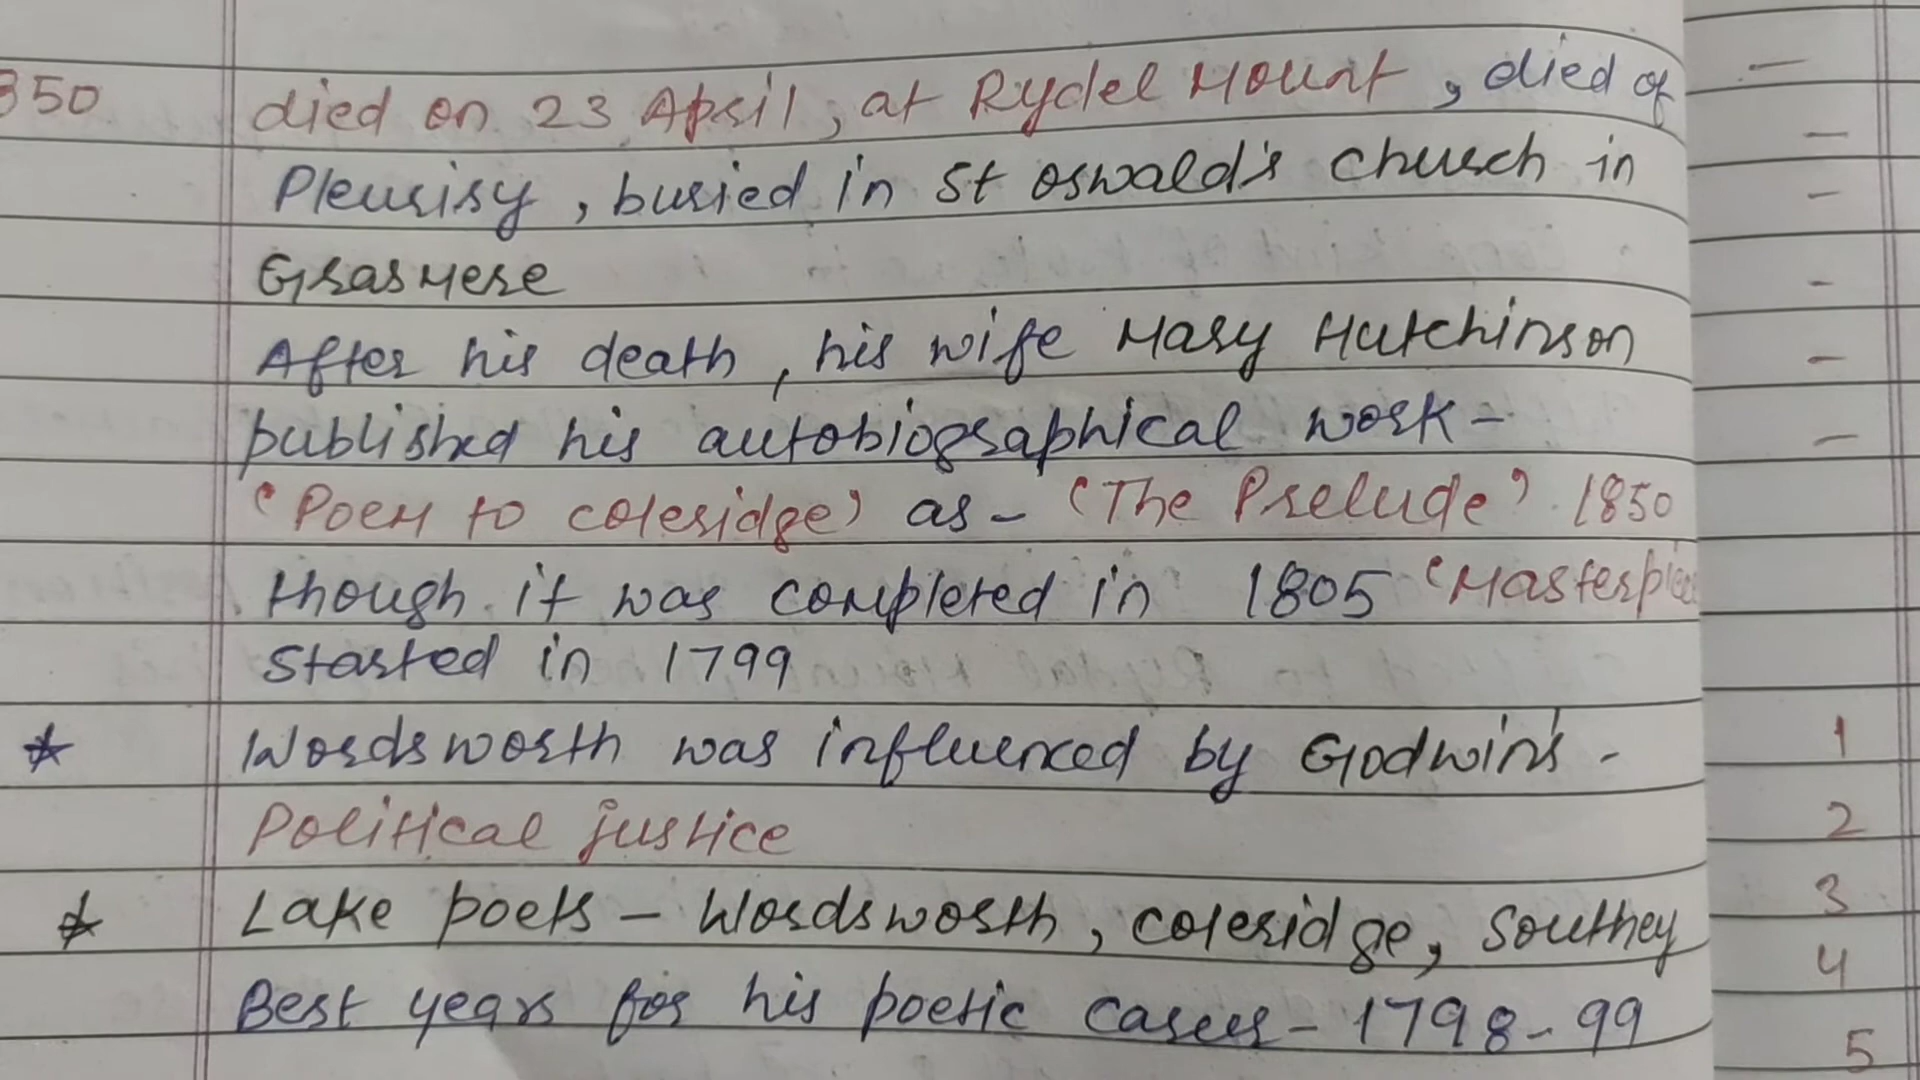 350 died on 23 April, at Rydel Mount, died of
Pleurisy, buried in St Oswald's Church in
Grasmere
After his death, his wife Mary Hutchinson
published his autobiographical work -
'Poem to Coleridge' as - 'The Prelude' 1850
though it was completed in 1805 'Masterpiec
started in 1799
* Wordsworth was influenced by Godwin's -
Political justice
* Lake poets - Wordsworth, Coleridge, Southey
Best years for his poetic career - 1798-99
1
2
3
4
5